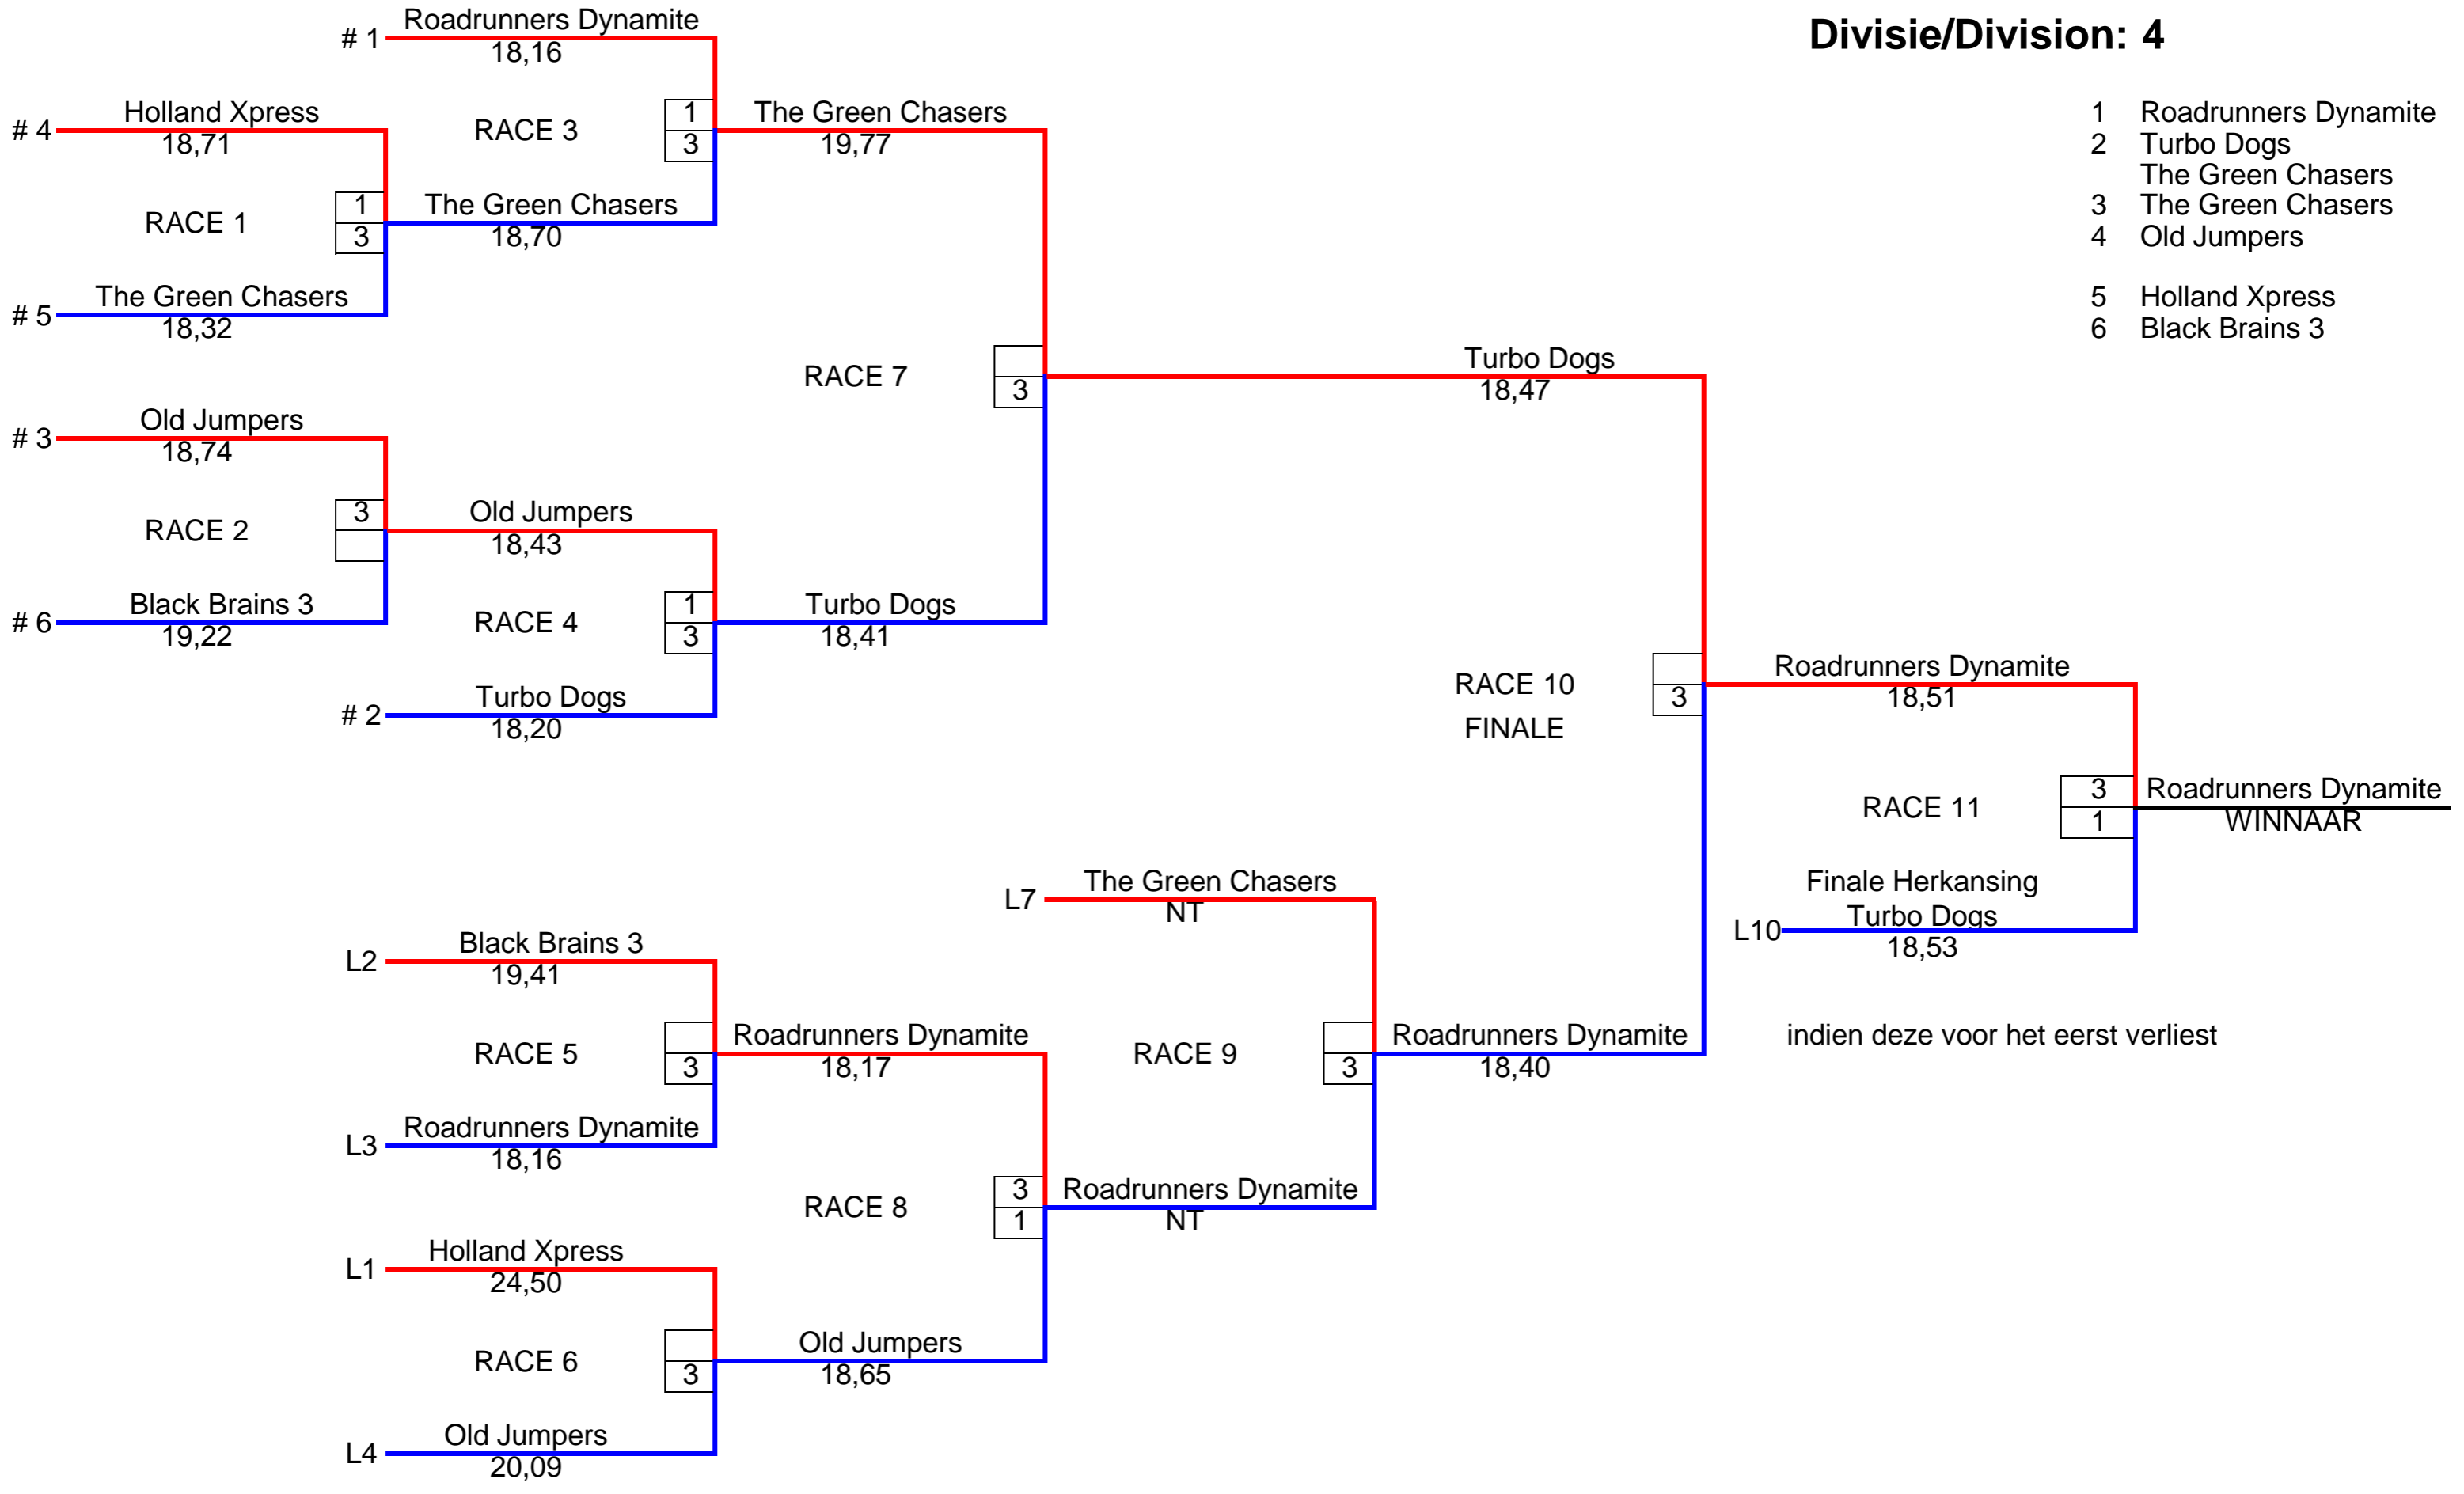 Divisie/Division: 4
1 Roadrunners Dynamite
2 Turbo Dogs
The Green Chasers
3 The Green Chasers
4 Old Jumpers
5 Holland Xpress
6 Black Brains 3
# 1 Roadrunners Dynamite
18,16
# 4 Holland Xpress
18,71
RACE 3
1
3
The Green Chasers
19,77
RACE 1
1
3
The Green Chasers
18,70
# 5 The Green Chasers
18,32
RACE 7
3
Turbo Dogs
18,47
# 3 Old Jumpers
18,74
RACE 2
3
Old Jumpers
18,43
# 6 Black Brains 3
19,22
RACE 4
1
3
Turbo Dogs
18,41
# 2 Turbo Dogs
18,20
RACE 10
FINALE
3
Roadrunners Dynamite
18,51
RACE 11
3
1
Roadrunners Dynamite
WINNAAR
Finale Herkansing
L10 Turbo Dogs
18,53
indien deze voor het eerst verliest
L7 The Green Chasers
NT
L2 Black Brains 3
19,41
RACE 5
3
Roadrunners Dynamite
18,17
RACE 9
3
Roadrunners Dynamite
18,40
L3 Roadrunners Dynamite
18,16
RACE 8
3
1
Roadrunners Dynamite
NT
L1 Holland Xpress
24,50
RACE 6
3
Old Jumpers
18,65
L4 Old Jumpers
20,09